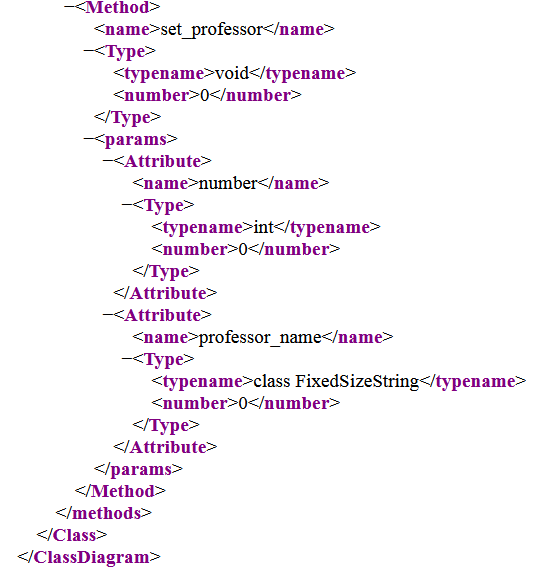 −<Method>
<name>set_professor</name>
−<Type>
<typename>void</typename>
<number>0</number>
</Type>
−<params>
−<Attribute>
<name>number</name>
−<Type>
<typename>int</typename>
<number>0</number>
</Type>
</Attribute>
−<Attribute>
<name>professor_name</name>
−<Type>
<typename>class FixedSizeString</typename>
<number>0</number>
</Type>
</Attribute>
</params>
</Method>
</methods>
</Class>
</ClassDiagram>